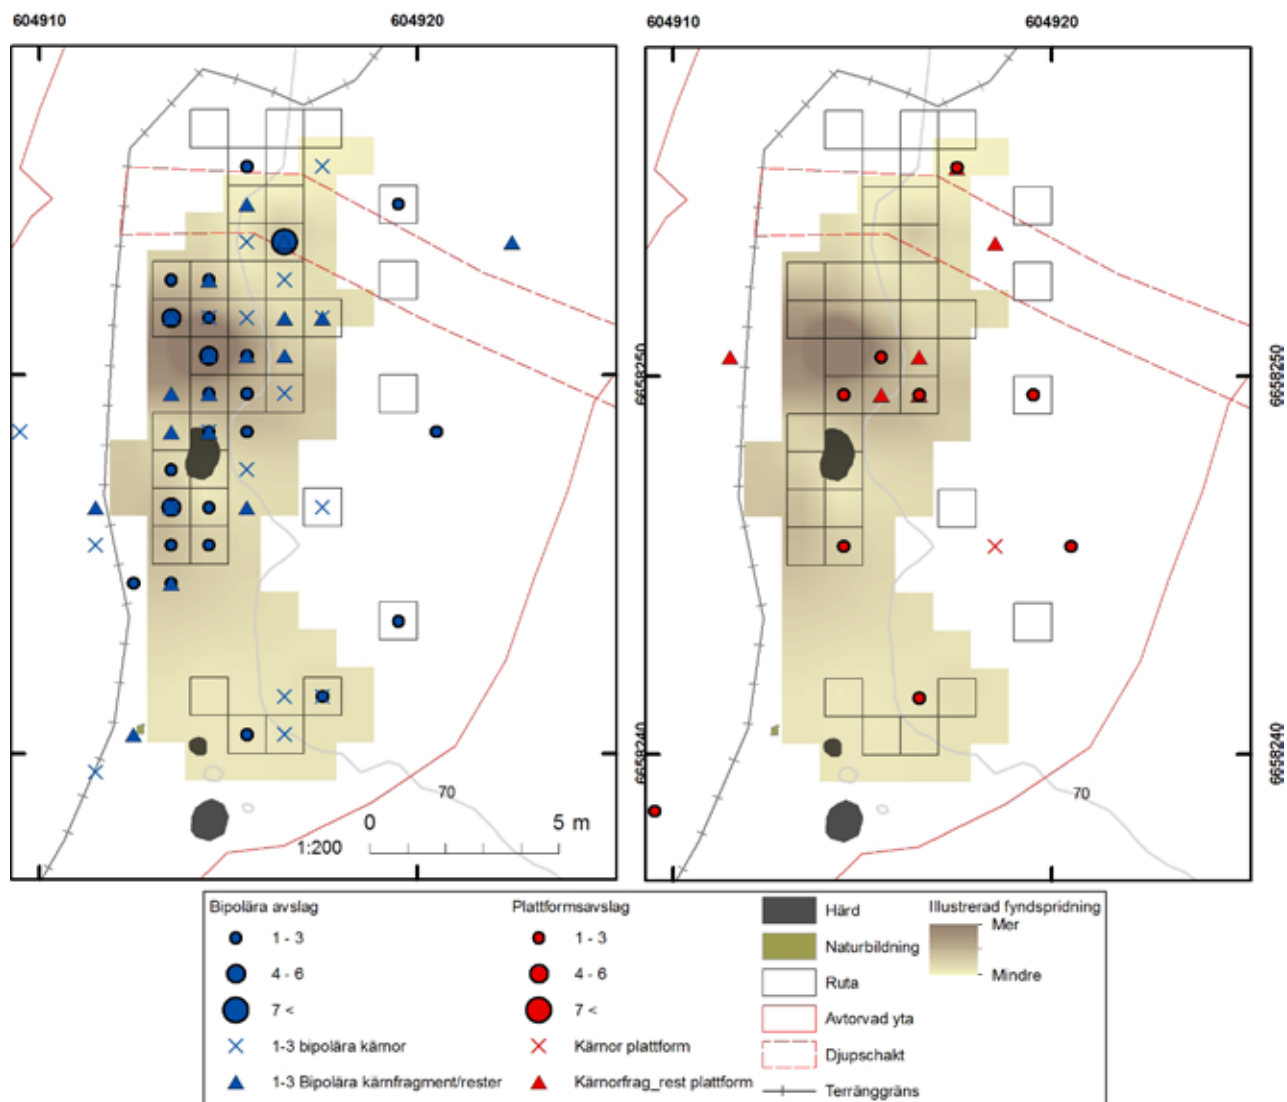 604910
604920
604910
604920
6658250
6658250
6658240
6658240
70
70
0
5 m
1:200
Bipolära avslag
1 - 3
4 - 6
7 <
1-3 bipolära kärnor
1-3 Bipolära kärnfragment/rester
Plattformsavslag
1 - 3
4 - 6
7 <
Kärnor plattform
Kärnorfrag_rest plattform
Härd
Naturbildning
Ruta
Avtorvad yta
Djupschakt
Terränggräns
Illustrerad fyndspridning
Mer
Mindre